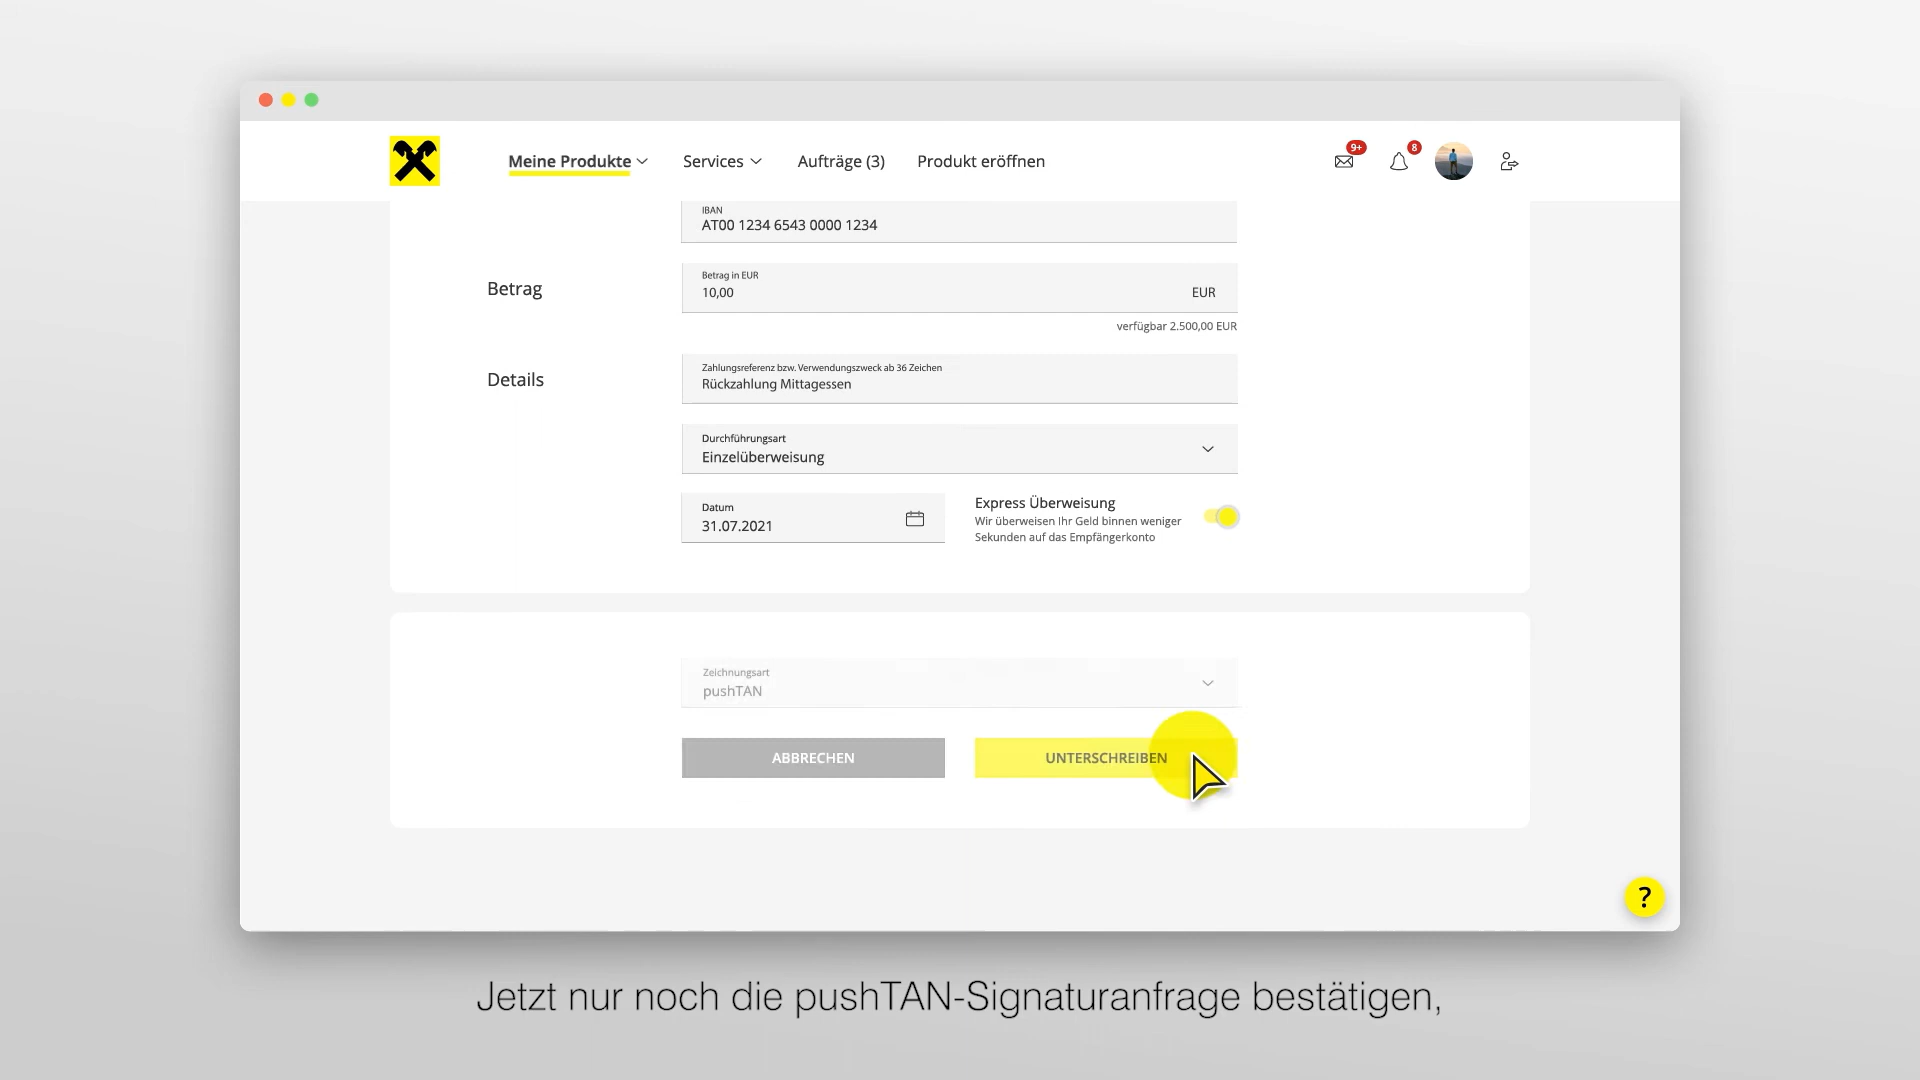 Meine Produkte
Services
Aufträge (3)
Produkt eröffnen
9+
8
IBAN
AT00 1234 6543 0000 1234
Betrag
Betrag in EUR
10,00
EUR
verfügbar 2.500,00 EUR
Details
Zahlungsreferenz bzw. Verwendungszweck ab 36 Zeichen
Rückzahlung Mittagessen
Durchführungsart
Einzelüberweisung
Datum
31.07.2021
Express Überweisung
Wir überweisen Ihr Geld binnen weniger
Sekunden auf das Empfängerkonto
Zeichnungsart
pushTAN
ABBRECHEN
UNTERSCHREIBEN
?
Jetzt nur noch die pushTAN-Signaturanfrage bestätigen,